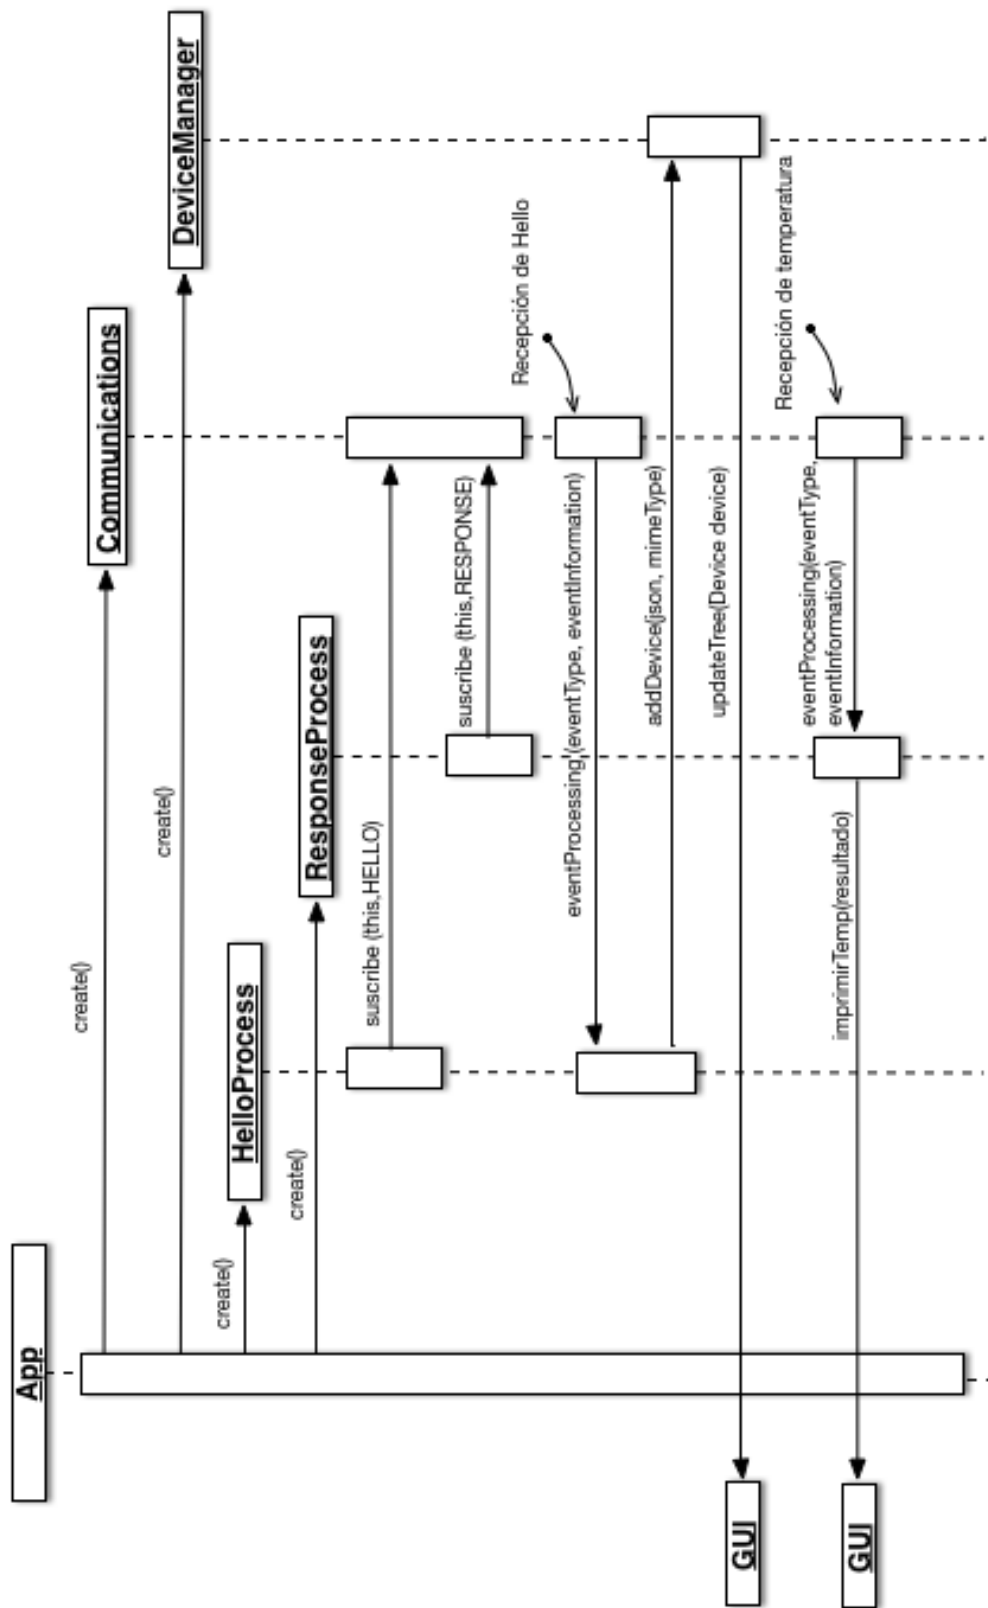 App
create()
Communications
create()
DeviceManager
create()
HelloProcess
create()
ResponseProcess
suscribe (this,HELLO)
suscribe (this,RESPONSE)
Recepción de Hello
eventProcessing (eventType, eventInformation)
addDevice(json, mimeType)
updateTree(Device device)
GUI
Recepción de temperatura
eventProcessing(eventType,
eventInformation)
imprimirTemp(resultado)
GUI